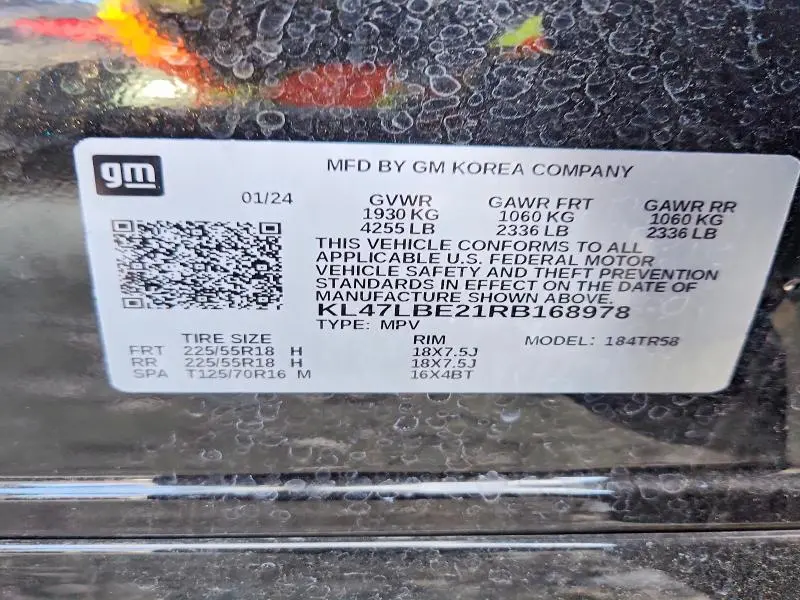 gm
MFD BY GM KOREA COMPANY
01/24
GVWR GAWR FRT GAWR RR
1930 KG 1060 KG 1060 KG
4255 LB 2336 LB 2336 LB
THIS VEHICLE CONFORMS TO ALL
APPLICABLE U.S. FEDERAL MOTOR
VEHICLE SAFETY AND THEFT PREVENTION
STANDARDS IN EFFECT ON THE DATE OF
MANUFACTURE SHOWN ABOVE.
KL47LBE21RB168978
TYPE: MPV
TIRE SIZE RIM MODEL: 184TR58
FRT 225/55R18 H 18X7.5J
RR 225/55R18 H 18X7.5J
SPA T125/70R16 M 16X4BT